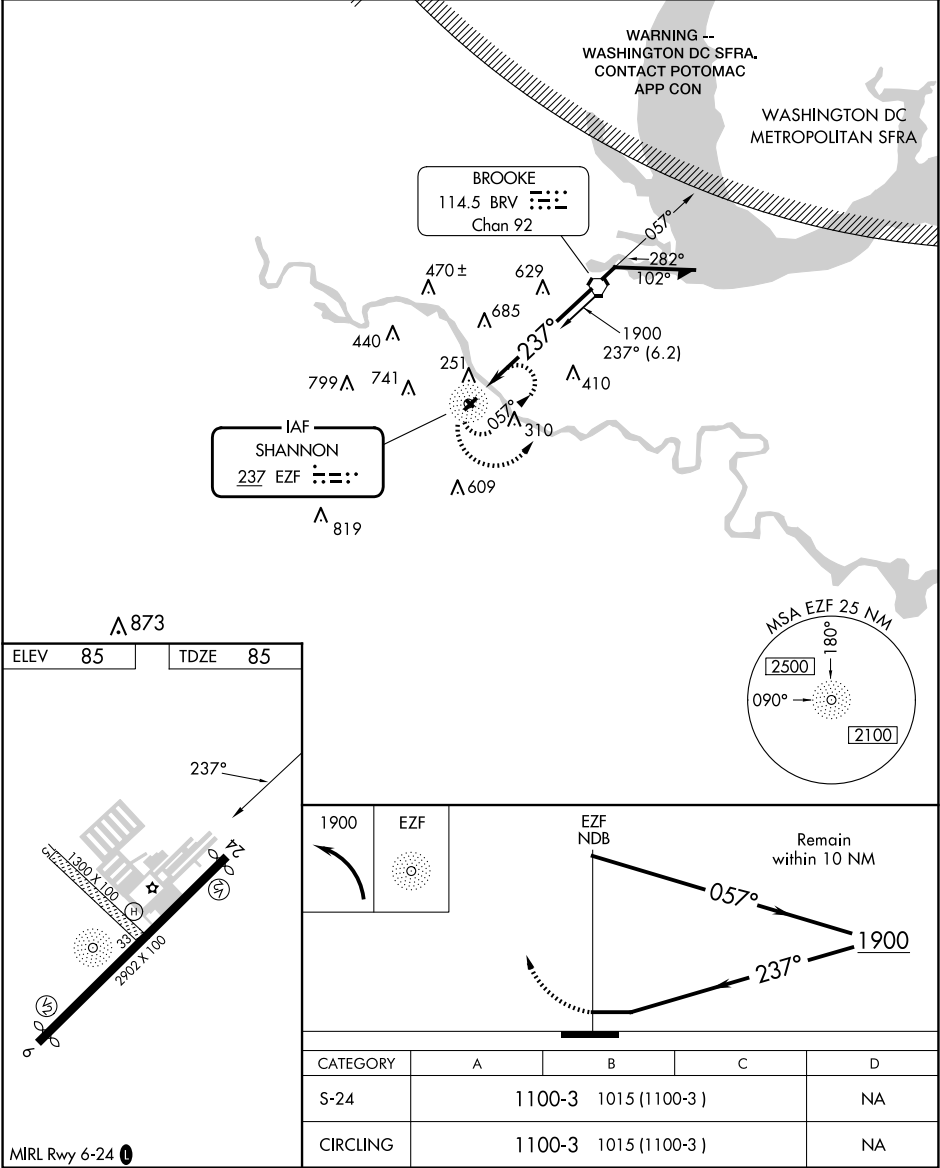 WARNING --
WASHINGTON DC SFRA.
CONTACT POTOMAC
APP CON
WASHINGTON DC
METROPOLITAN SFRA
BROOKE
114.5 BRV
Chan 92
057°
282°
102°
470 ±
629
685
237°
1900
237° (6.2)
440
251
799
741
410
057°
310
IAF
SHANNON
237 EZF
609
819
873
MSA EZF 25 NM
180°
2500
090°
2100
ELEV 85
TDZE 85
237°
24
1300 X 100
H
33
2902 X 100
V5
V5
15
6
MIRL Rwy 6-24 L
1900
EZF
EZF
NDB
Remain
within 10 NM
057°
1900
237°
CATEGORY A B C D
S-24 1100-3 1015 (1100-3 ) NA
CIRCLING 1100-3 1015 (1100-3 ) NA